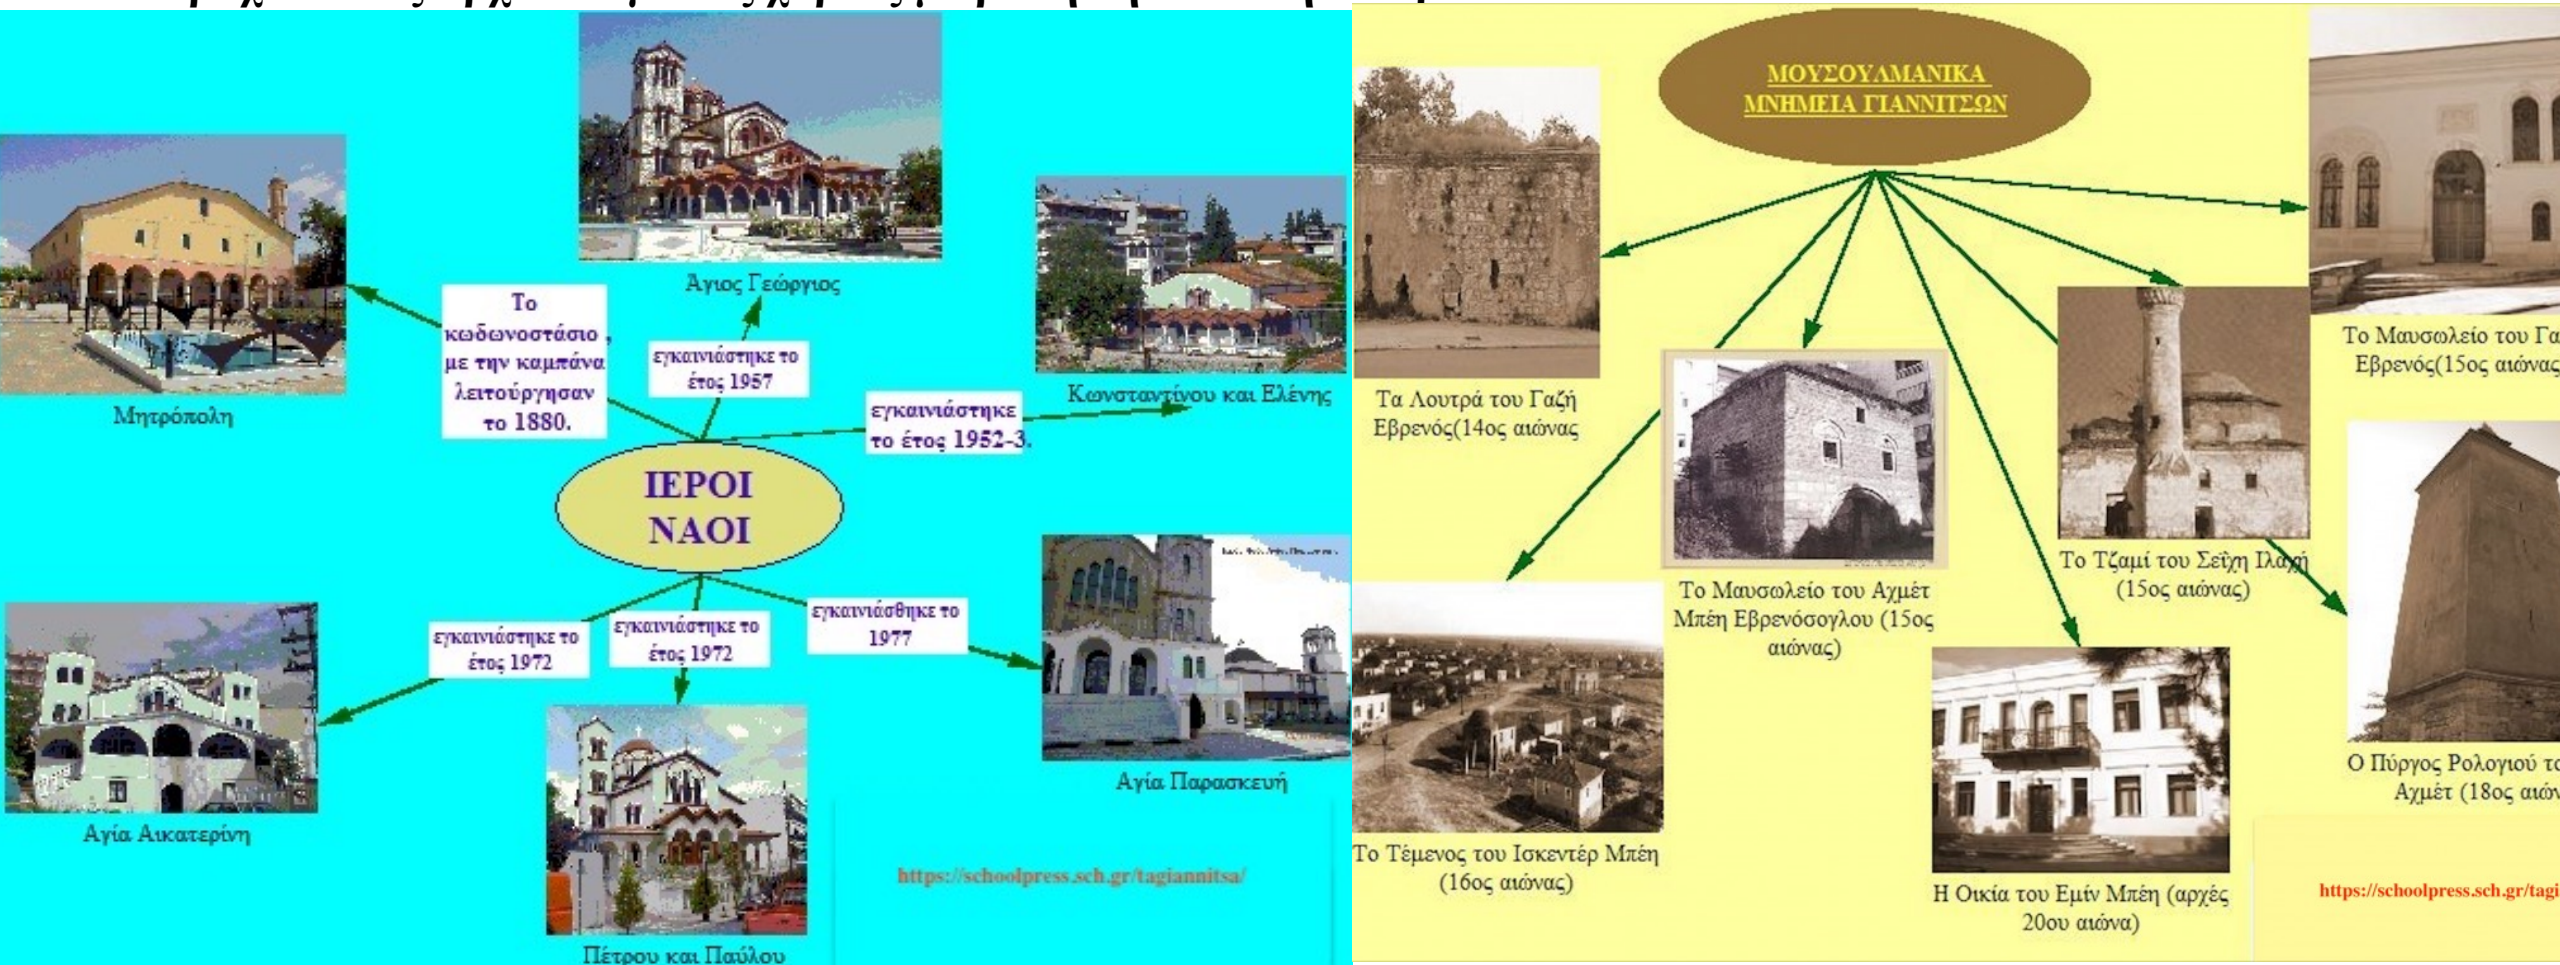 Άγιος Γεώργιος
Μητρόπολη
Κωνσταντίνου και Ελένης
Το
κωδωνοστάσιο ,
με την καμπάνα
λειτούργησαν
το 1880.
εγκαινιάστηκε το
έτος 1957
εγκαινιάστηκε
το έτος 1952-3.
ΙΕΡΟΙ
ΝΑΟΙ
εγκαινιάστηκε το
έτος 1972
εγκαινιάστηκε το
έτος 1972
εγκαινιάσθηκε το
1977
Αγία Παρασκευή
Αγία Αικατερίνη
Πέτρου και Παύλου
https://schoolpress.sch.gr/tagiannitsa/
ΜΟΥΣΟΥΛΜΑΝΙΚΑ
ΜΝΗΜΕΙΑ ΓΙΑΝΝΙΤΣΩΝ
Τα Λουτρά του Γαζή
Εβρενός(14ος αιώνας
Το Μαυσωλείο του Γα
Εβρενός(15ος αιώνας
Το Μαυσωλείο του Αχμέτ
Μπέη Εβρενόσογλου (15ος
αιώνας)
Το Τζαμί του Σεΐχη Ιλαχή
(15ος αιώνας)
Ο Πύργος Ρολογιού το
Αχμέτ (18ος αιών
Το Τέμενος του Ισκεντέρ Μπέη
(16ος αιώνας)
Η Οικία του Εμίν Μπέη (αρχές
20ου αιώνα)
https://schoolpress.sch.gr/tagi